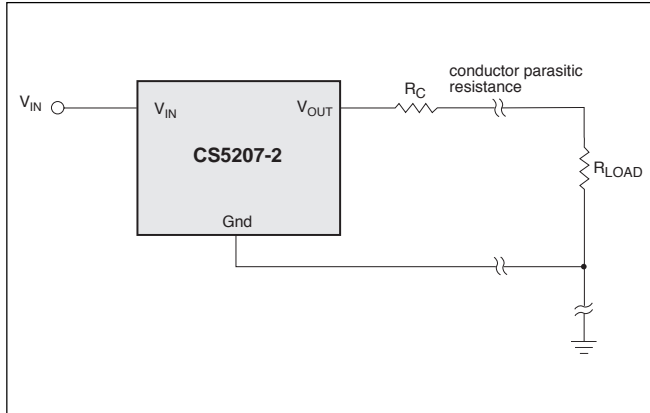 conductor parasitic
R_C resistance
V_IN V_IN V_OUT
CS5207-2
R_LOAD
Gnd